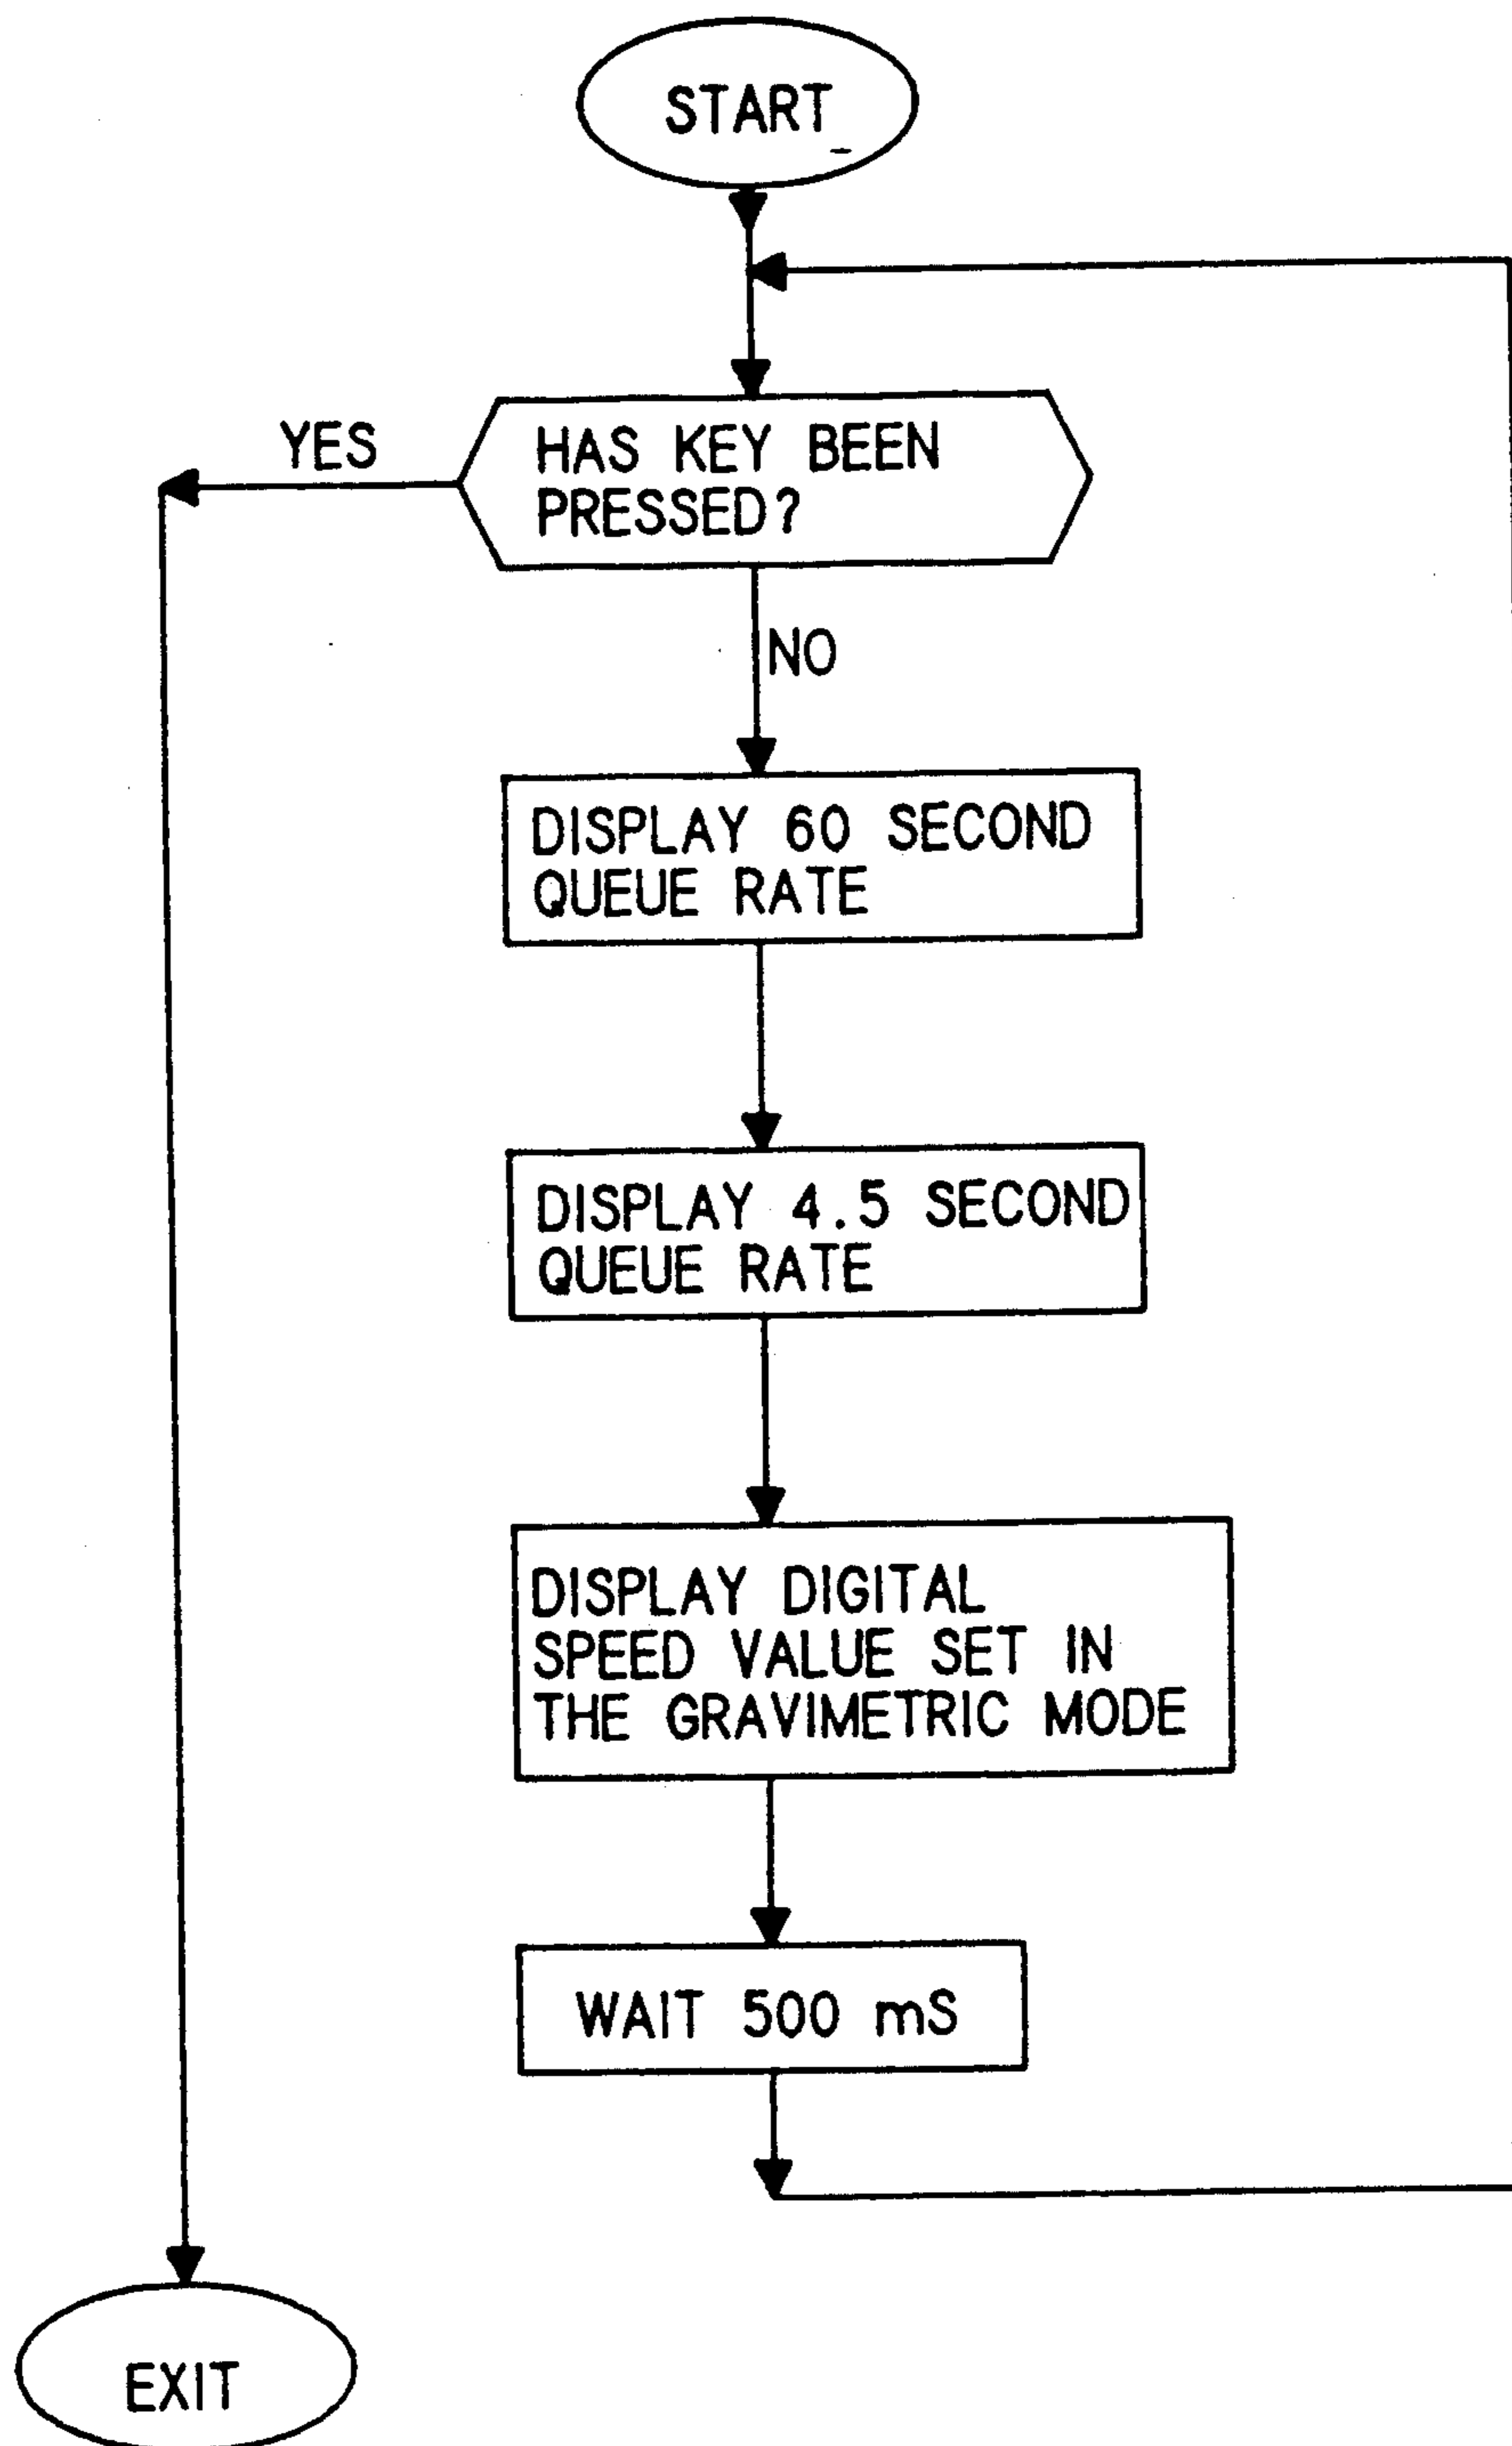 START
YES
HAS KEY BEEN
PRESSED?
NO
DISPLAY 60 SECOND
QUEUE RATE
DISPLAY 4.5 SECOND
QUEUE RATE
DISPLAY DIGITAL
SPEED VALUE SET IN
THE GRAVIMETRIC MODE
WAIT 500 mS
EXIT